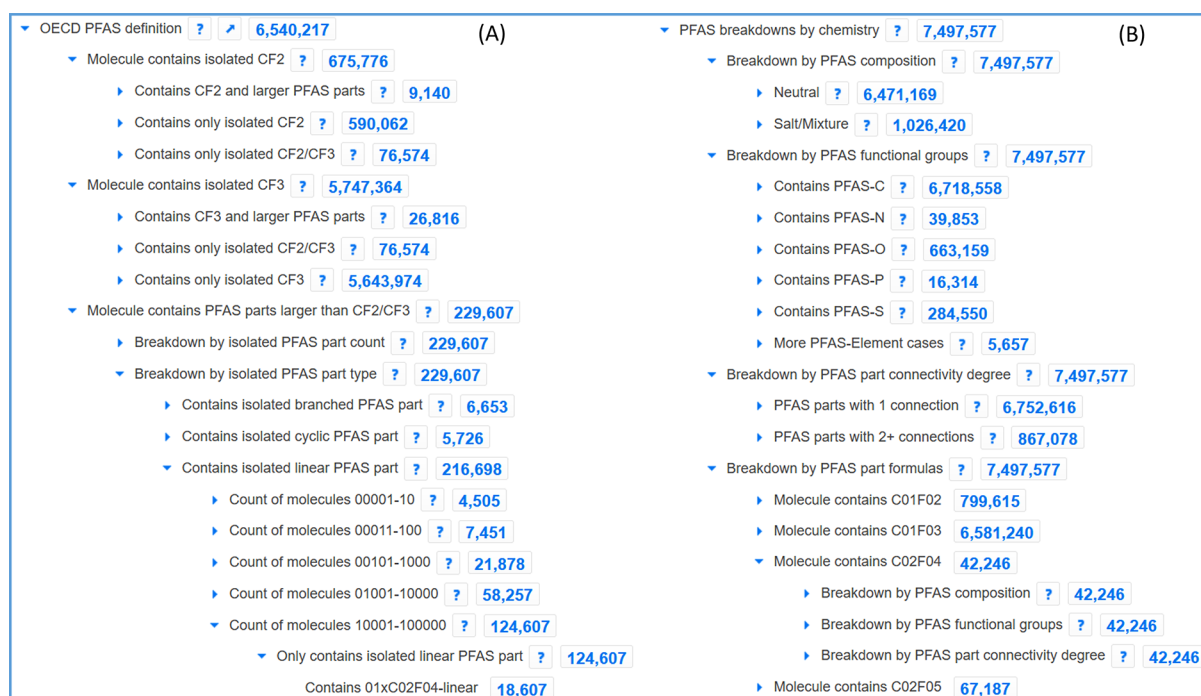 OECD PFAS definition ? 6,540,217 (A)
Molecule contains isolated CF2 ? 675,776
Contains CF2 and larger PFAS parts ? 9,140
Contains only isolated CF2 ? 590,062
Contains only isolated CF2/CF3 ? 76,574
Molecule contains isolated CF3 ? 5,747,364
Contains CF3 and larger PFAS parts ? 26,816
Contains only isolated CF2/CF3 ? 76,574
Contains only isolated CF3 ? 5,643,974
Molecule contains PFAS parts larger than CF2/CF3 ? 229,607
Breakdown by isolated PFAS part count ? 229,607
Breakdown by isolated PFAS part type ? 229,607
Contains isolated branched PFAS part ? 6,653
Contains isolated cyclic PFAS part ? 5,726
Contains isolated linear PFAS part ? 216,698
Count of molecules 00001-10 ? 4,505
Count of molecules 00011-100 ? 7,451
Count of molecules 00101-1000 ? 21,878
Count of molecules 01001-10000 ? 58,257
Count of molecules 10001-100000 ? 124,607
Only contains isolated linear PFAS part ? 124,607
Contains 01xC02F04-linear 18,607
PFAS breakdowns by chemistry ? 7,497,577 (B)
Breakdown by PFAS composition ? 7,497,577
Neutral ? 6,471,169
Salt/Mixture ? 1,026,420
Breakdown by PFAS functional groups ? 7,497,577
Contains PFAS-C ? 6,718,558
Contains PFAS-N ? 39,853
Contains PFAS-O ? 663,159
Contains PFAS-P ? 16,314
Contains PFAS-S ? 284,550
More PFAS-Element cases ? 5,657
Breakdown by PFAS part connectivity degree ? 7,497,577
PFAS parts with 1 connection ? 6,752,616
PFAS parts with 2+ connections ? 867,078
Breakdown by PFAS part formulas ? 7,497,577
Molecule contains C01F02 799,615
Molecule contains C01F03 6,581,240
Molecule contains C02F04 42,246
Breakdown by PFAS composition ? 42,246
Breakdown by PFAS functional groups ? 42,246
Breakdown by PFAS part connectivity degree ? 42,246
Molecule contains C02F05 67,187